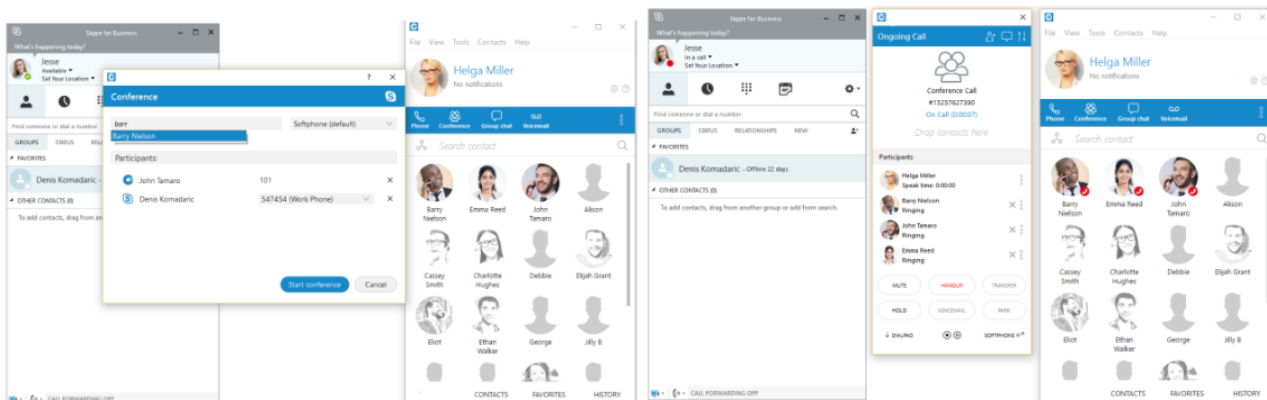 Skype for Business
What's happening today?
Jesse
Available
Set Your Location
Find someone or dial a number
GROUPS STATUS
FAVORITES
Denis Komadaric -
OTHER CONTACTS (0)
To add contacts, drag from
CALL FORWARDING OFF
Conference
barr
Softphone (default)
Barry Nielson
Participants:
John Tamaro 101
Denis Komadaric 547454 (Work Phone)
Start conference Cancel
File View Tools Contacts Help
Helga Miller
No notifications
Phone Conference Group chat Voicemail
Search contact
Barry Nielson
Emma Reed
John Tamaro
Alison
Cassey Smith
Charlotte Hughes
Debbie
Elijah Grant
Eliot
Ethan Walker
George
Jilly B
CONTACTS FAVORITES HISTORY
Skype for Business
What's happening today?
Jesse
In a call
Set Your Location
Find someone or dial a number
GROUPS STATUS RELATIONSHIPS NEW
FAVORITES
Denis Komadaric - Offline 22 days
OTHER CONTACTS (0)
To add contacts, drag from another group or add from search.
CALL FORWARDING OFF
Ongoing Call
Conference Call
#15257627390
On Call (0:00:07)
Drop contacts here
Participants
Helga Miller
Speak time: 0:00:00
Barry Nielson
Ringing
John Tamaro
Ringing
Emma Reed
Ringing
MUTE HANGUP TRANSFER
HOLD VOICEMAIL PARK
DIALPAD SOFTPHONE
File View Tools Contacts Help
Helga Miller
No notifications
Phone Conference Group chat Voicemail
Search contact
Barry Nielson
Emma Reed
John Tamaro
Alison
Cassey Smith
Charlotte Hughes
Debbie
Elijah Grant
Eliot
Ethan Walker
George
Jilly B
CONTACTS FAVORITES HISTORY